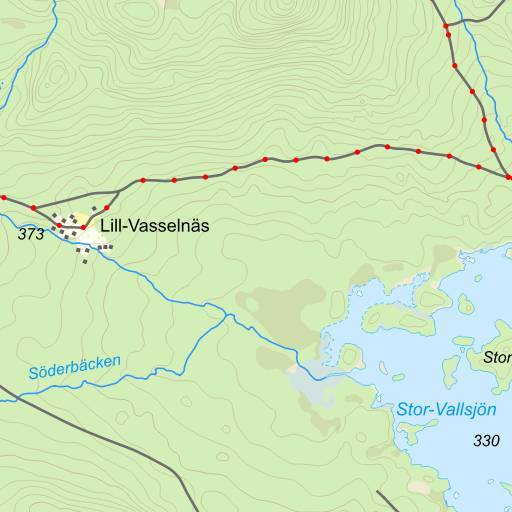 Lill-Vasselnäs
373
Stor
Söderbäcken
Stor-Vallsjön
330